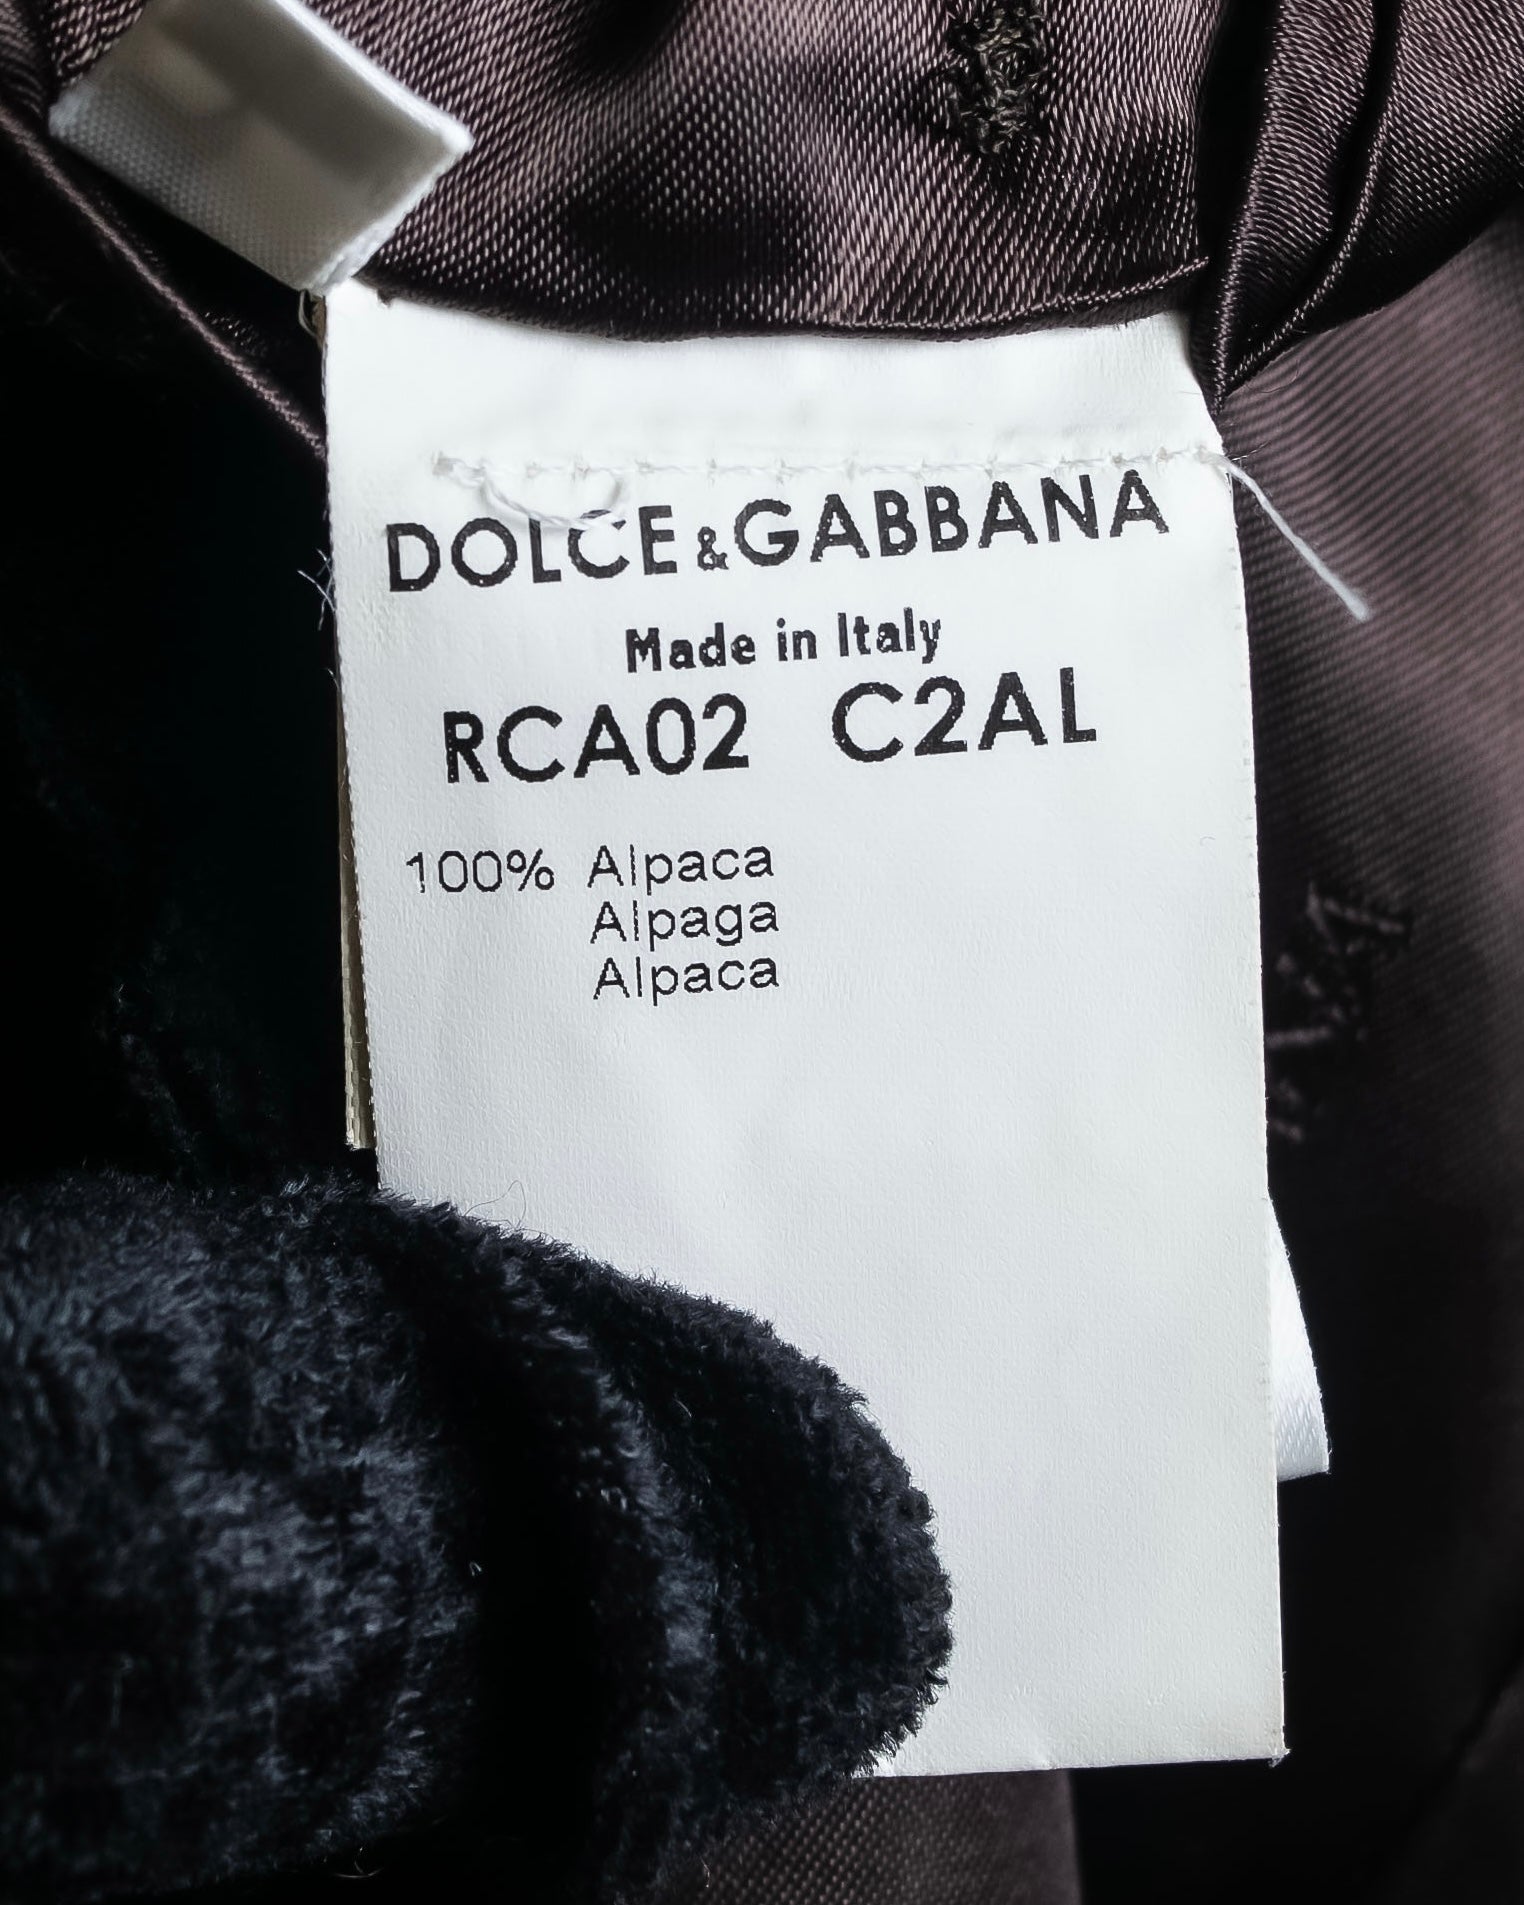 DOLCE&GABBANA
Made in Italy
RCA02 C2AL
100% Alpaca
Alpaga
Alpaca